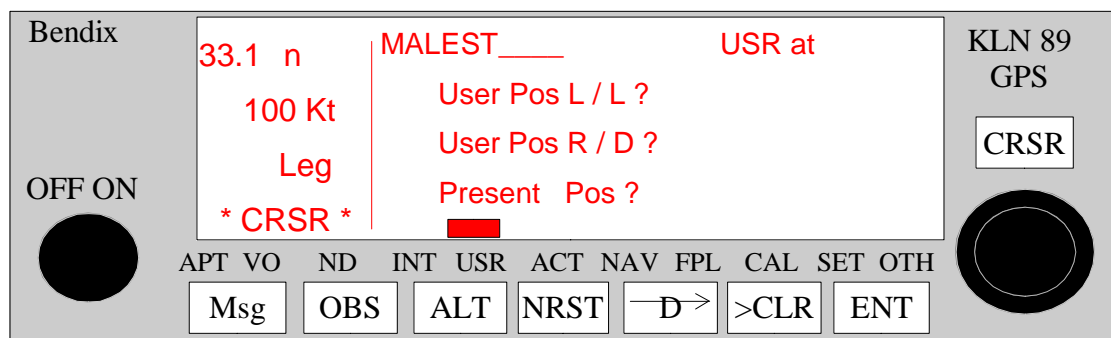 Bendix
KLN 89
GPS
33.1 n
100 Kt
Leg
* CRSR *
MALEST____ USR at
User Pos L / L ?
User Pos R / D ?
Present Pos ?
CRSR
OFF ON
APT VO ND INT USR ACT NAV FPL CAL SET OTH
Msg OBS ALT NRST D >CLR ENT